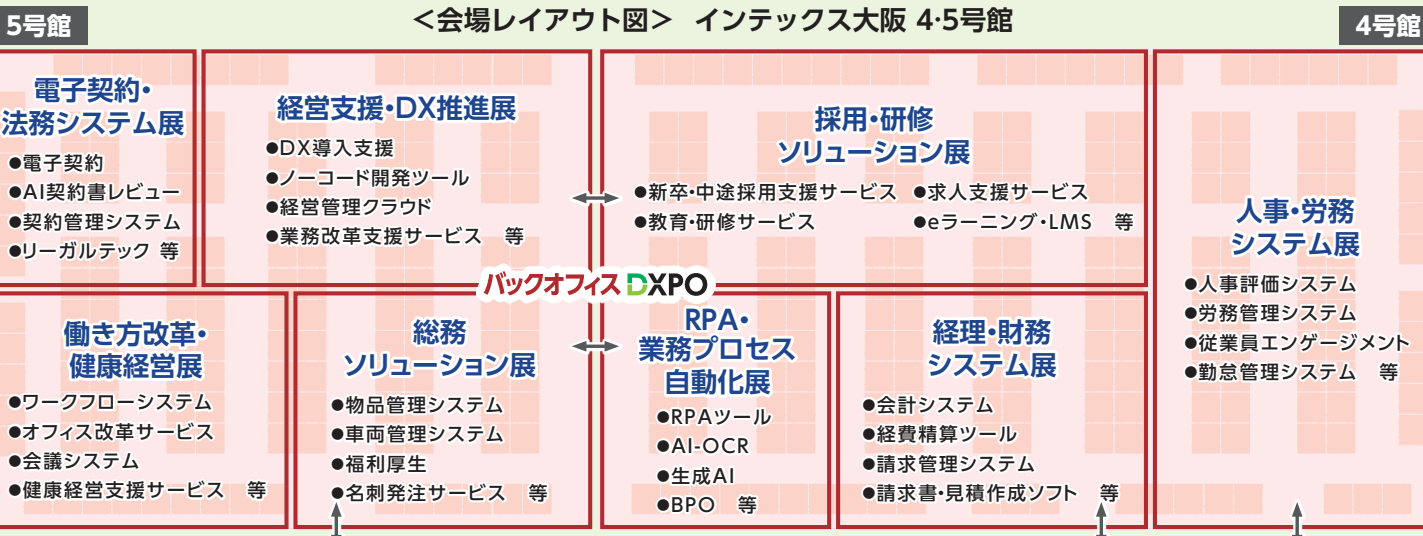 5号館
<会場レイアウト図> インテックス大阪 4·5号館
4号館
電子契約・
法務システム展
●電子契約
●AI契約書レビュー
●契約管理システム
●リーガルテック 等
経営支援・DX推進展
●DX導入支援
●ノーコード開発ツール
●経営管理クラウド
●業務改革支援サービス 等
採用・研修
ソリューション展
●新卒・中途採用支援サービス ●求人支援サービス
●教育・研修サービス ●eラーニング・LMS 等
人事・労務
システム展
●人事評価システム
●労務管理システム
●従業員エンゲージメント
●勤怠管理システム 等
バックオフィス DXPO
働き方改革・
健康経営展
●ワークフローシステム
●オフィス改革サービス
●会議システム
●健康経営支援サービス 等
総務
ソリューション展
●物品管理システム
●車両管理システム
●福利厚生
●名刺発注サービス 等
RPA・
業務プロセス
自動化展
●RPAツール
●AI-OCR
●生成AI
●BPO 等
経理・財務
システム展
●会計システム
●経費精算ツール
●請求管理システム
●請求書・見積作成ソフト 等